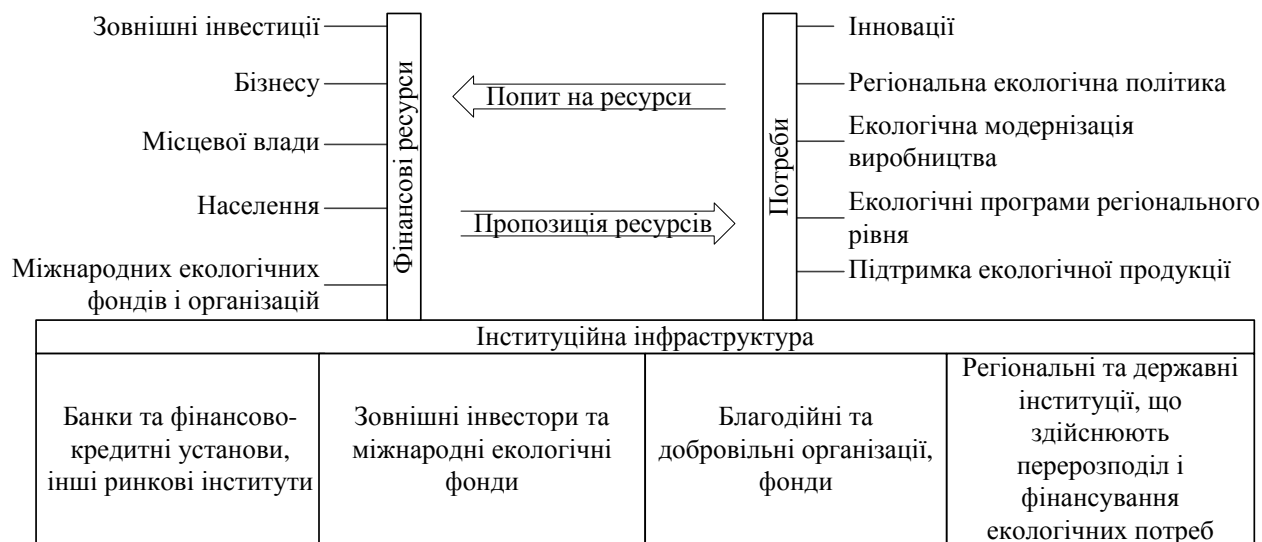 Зовнішні інвестиції
Бізнесу
Місцевої влади
Населення
Міжнародних екологічних
фондів і організацій
Фінансові ресурси
Попит на ресурси
Пропозиція ресурсів
Потреби
Інновації
Регіональна екологічна політика
Екологічна модернізація
виробництва
Екологічні програми регіонального
рівня
Підтримка екологічної продукції
Інституційна інфраструктура
Банки та фінансово-
кредитні установи,
інші ринкові інститути
Зовнішні інвестори та
міжнародні екологічні
фонди
Благодійні та
добровільні організації,
фонди
Регіональні та державні
інституції, що
здійснюють
перерозподіл і
фінансування
екологічних потреб